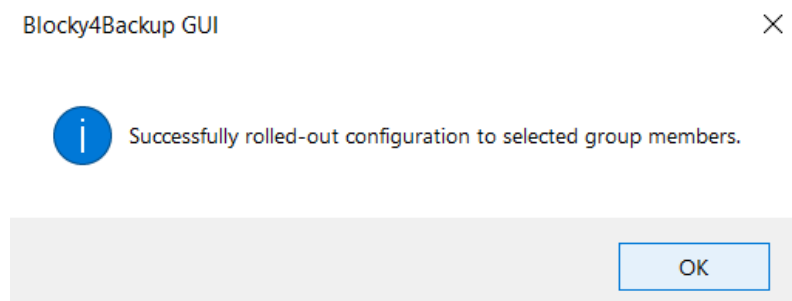 Blocky4Backup GUI
Successfully rolled-out configuration to selected group members.
OK